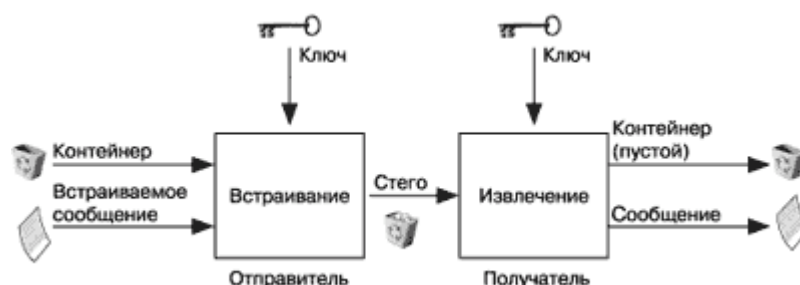 Ключ
Ключ
Контейнер
Встраиваемое
сообщение
Встраивание
Стего
Извлечение
Контейнер
(пустой)
Сообщение
Отправитель
Получатель